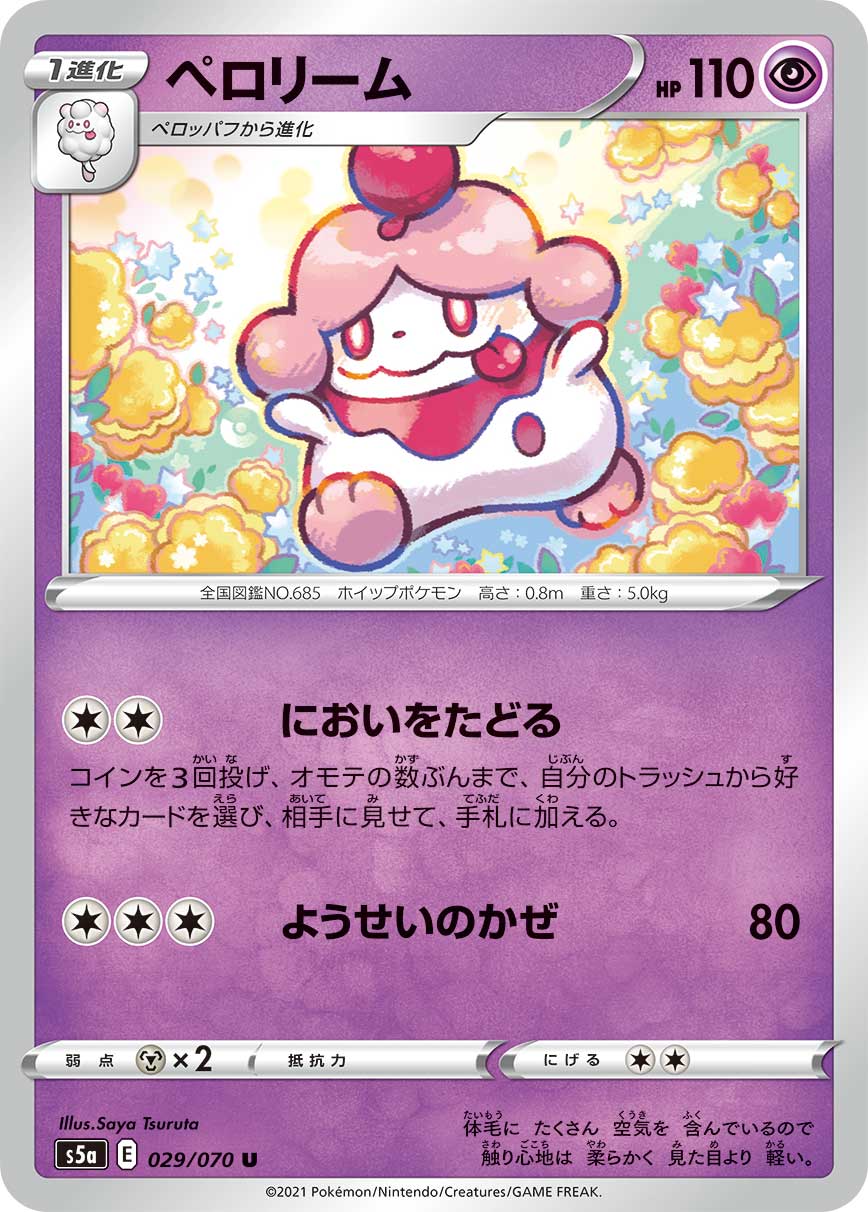 1進化 ペロリーム HP 110
ペロッパフから進化
全国図鑑NO.685 ホイップポケモン 高さ:0.8m 重さ:5.0kg
においをたどる
コインを3回投げ、オモテの数ぶんまで、自分のトラッシュから好
きなカードを選び、相手に見せて、手札に加える。
ようせいのかぜ 80
弱点 ×2 抵抗力 にげる
Illus.Saya Tsuruta
体毛に たくさん 空気を 含んでいるので
触り心地は 柔らかく 見た目より 軽い。
s5a E 029/070 U
©2021 Pokémon/Nintendo/Creatures/GAME FREAK.